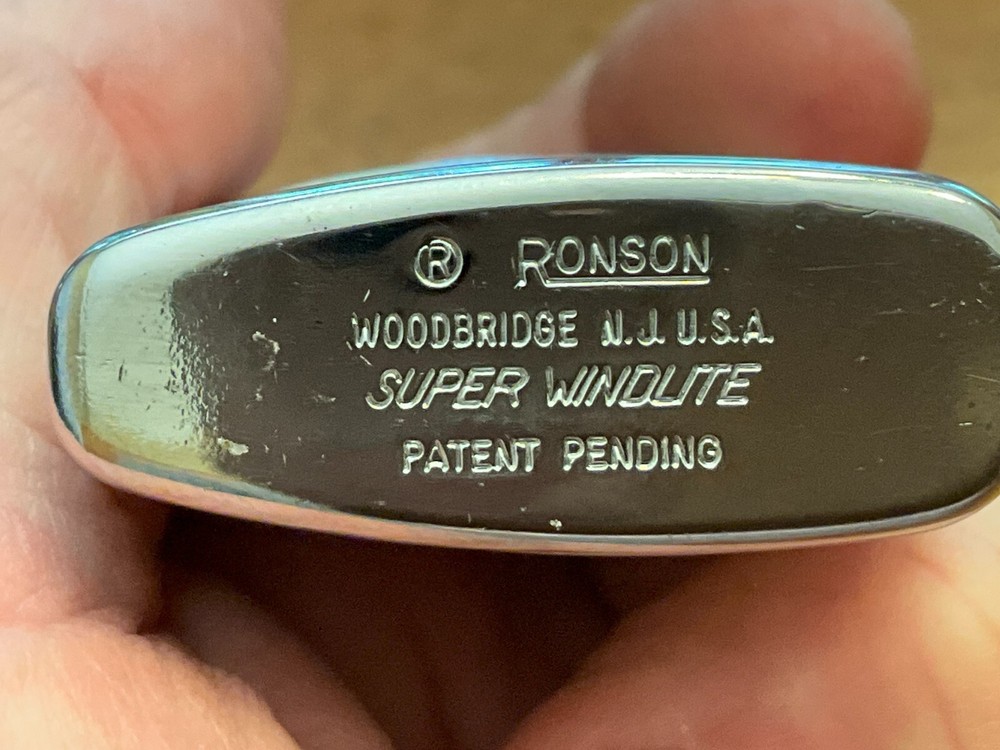 ® RONSON
WOODBRIDGE N.J. U.S.A.
SUPER WINDLITE
PATENT PENDING